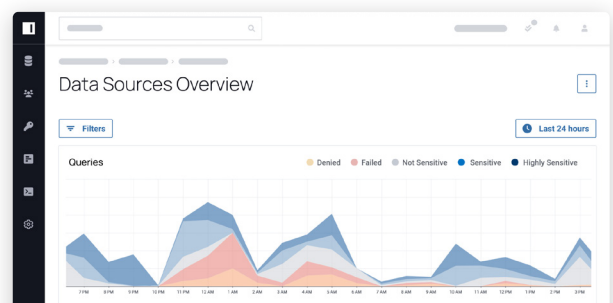 Data Sources Overview
Filters
Last 24 hours
Queries
Denied Failed Not Sensitive Sensitive Highly Sensitive
7 PM 8 PM 9 PM 10 PM 11 PM 12 AM 1 AM 2 AM 3 AM 4 AM 5 AM 6 AM 7 AM 8 AM 9 AM 10 AM 11 AM 12 PM 1 PM 2 PM 3 PM